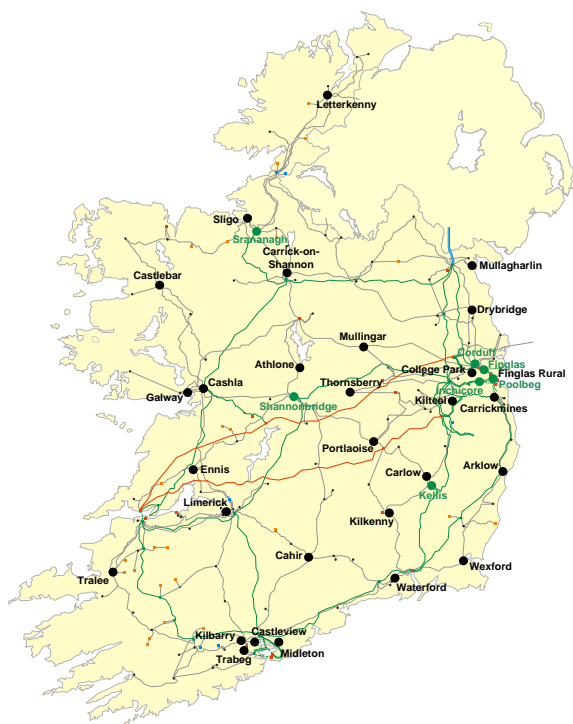 Letterkenny
Sligo
Srananagh
Carrick-on-
Shannon
Mullagharlin
Castlebar
Drybridge
Mullingar
Corduff
Finglas
Athlone
College Park
Finglas Rural
Cashla
Thornsberry
Inchicore
Poolbeg
Galway
Shannonbridge
Kilteel
Carrickmines
Portlaoise
Ennis
Carlow
Arklow
Kellis
Limerick
Kilkenny
Cahir
Wexford
Tralee
Waterford
Kilbarry
Castleview
Trabeg
Midleton